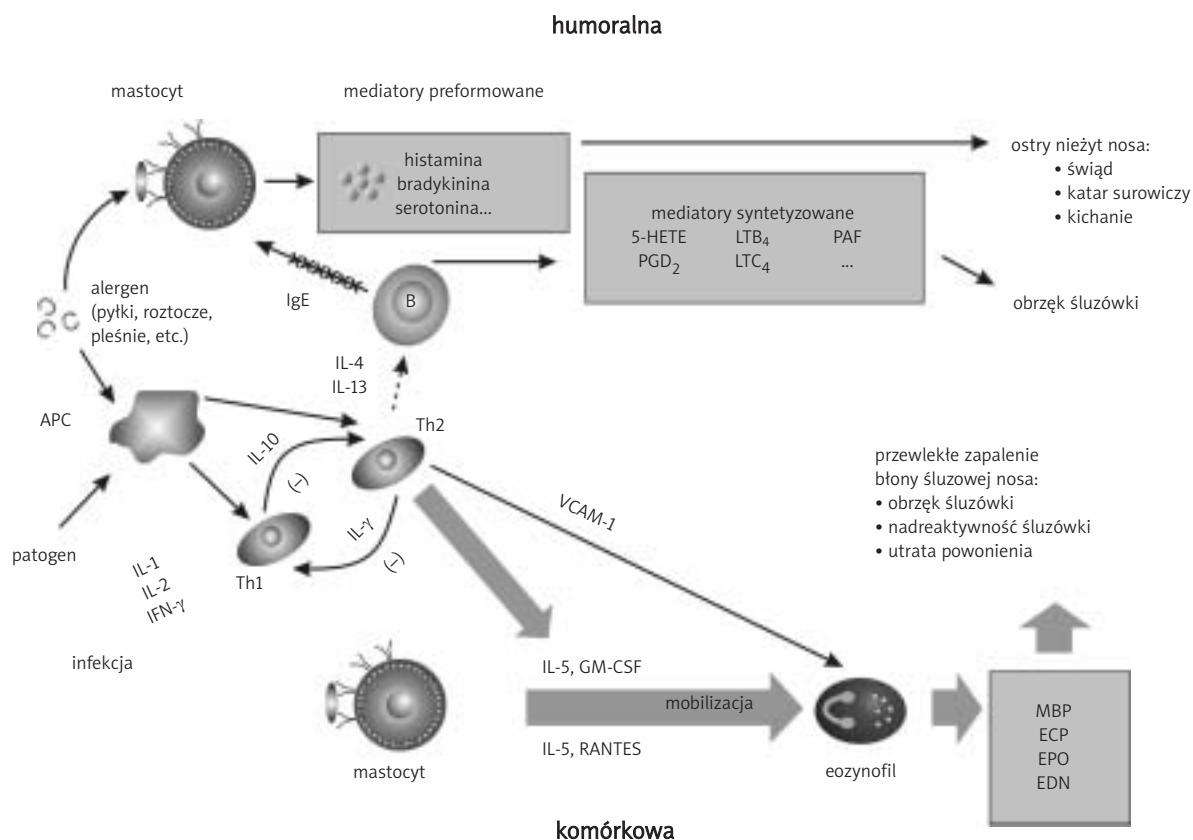 humoralna
mastocyt
mediatory preformowane
histamina
bradykinina
serotonina...
ostry nieżyt nosa:
• świąd
• katar surowiczy
• kichanie
mediatory syntetyzowane
5-HETE LTB4 PAF
PGD2 LTC4 ...
obrzęk śluzówki
IgE
B
alergen
(pyłki, roztocze,
pleśnie, etc.)
IL-4
IL-13
APC
Th2
IL-10
(–)
IL-γ
(–)
VCAM-1
przewlekłe zapalenie
błony śluzowej nosa:
• obrzęk śluzówki
• nadreaktywność śluzówki
• utrata powonienia
patogen
Th1
IL-1
IL-2
IFN-γ
infekcja
IL-5, GM-CSF
mobilizacja
IL-5, RANTES
mastocyt
eozynofil
MBP
ECP
EPO
EDN
komórkowa